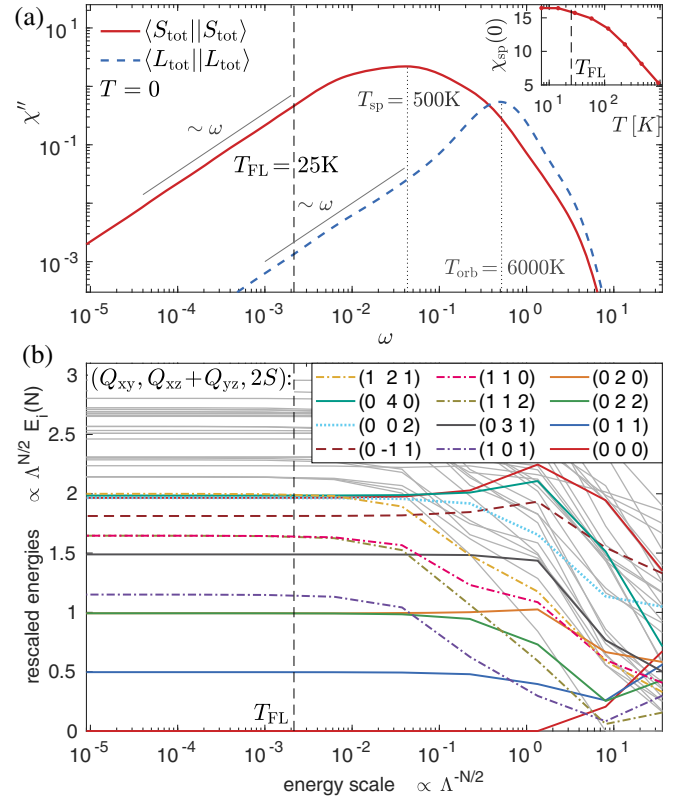 (a)
⟨S_tot||S_tot⟩
⟨L_tot||L_tot⟩
T = 0
χ″
10^1
10^-1
10^-3
∼ ω
∼ ω
T_FL = 25K
T_sp = 500K
T_orb = 6000K
χ_sp(0)
15
10
5
T_FL
10^1 10^2
T [K]
10^-5 10^-4 10^-3 10^-2 10^-1 10^0 10^1
ω
(b)
(Q_xy, Q_xz + Q_yz, 2S):
(1 2 1) (1 1 0) (0 2 0)
(0 4 0) (1 1 2) (0 2 2)
(0 0 2) (0 3 1) (0 1 1)
(0 -1 1) (1 0 1) (0 0 0)
rescaled energies ∝ Λ^N/2 E_i(N)
3
2.5
2
1.5
1
0.5
0
T_FL
10^-5 10^-4 10^-3 10^-2 10^-1 10^0 10^1
energy scale ∝ Λ^-N/2